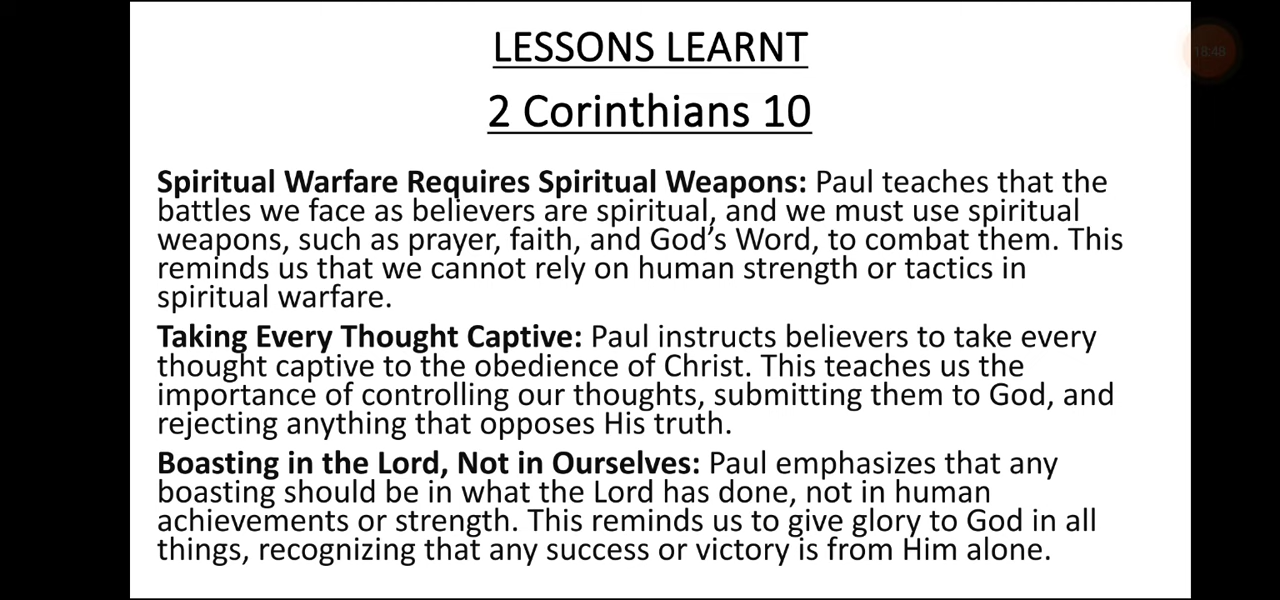 LESSONS LEARNT
18:48
2 Corinthians 10
Spiritual Warfare Requires Spiritual Weapons: Paul teaches that the
battles we face as believers are spiritual, and we must use spiritual
weapons, such as prayer, faith, and God’s Word, to combat them. This
reminds us that we cannot rely on human strength or tactics in
spiritual warfare.
Taking Every Thought Captive: Paul instructs believers to take every
thought captive to the obedience of Christ. This teaches us the
importance of controlling our thoughts, submitting them to God, and
rejecting anything that opposes His truth.
Boasting in the Lord, Not in Ourselves: Paul emphasizes that any
boasting should be in what the Lord has done, not in human
achievements or strength. This reminds us to give glory to God in all
things, recognizing that any success or victory is from Him alone.